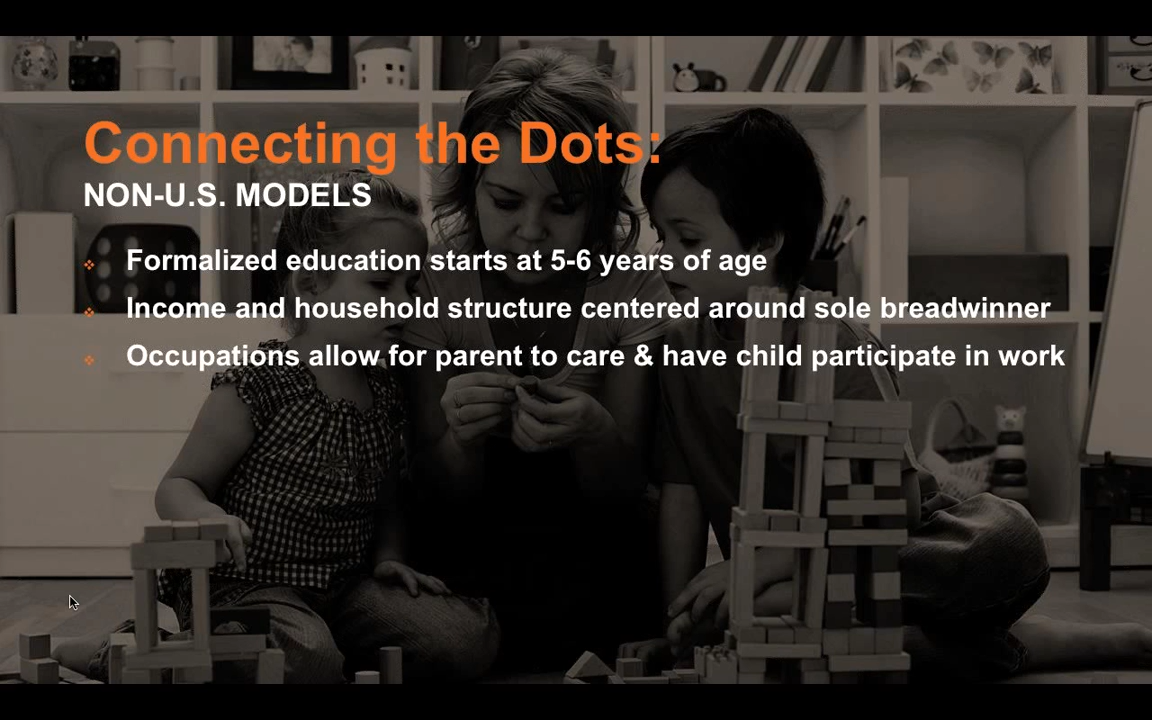 Connecting the Dots:
NON-U.S. MODELS
❖ Formalized education starts at 5-6 years of age
❖ Income and household structure centered around sole breadwinner
❖ Occupations allow for parent to care & have child participate in work